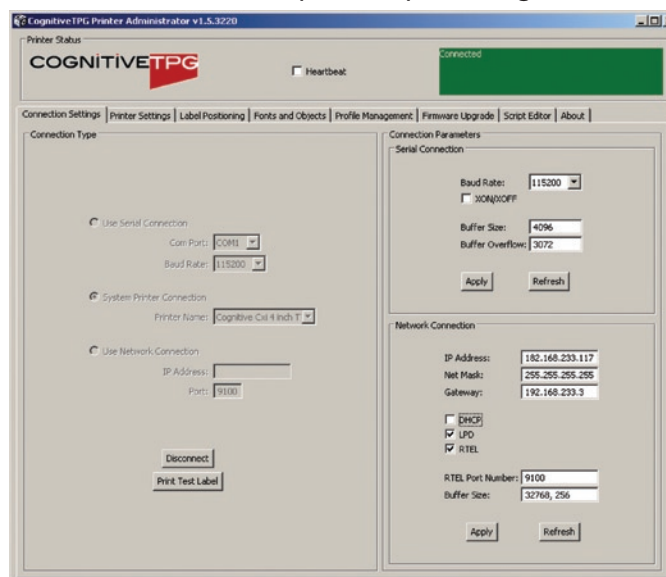 CognitiveTPG Printer Administrator v1.5.3220
Printer Status
COGNITIVETPG
Heartbeat
Connected
Connection Settings Printer Settings Label Positioning Fonts and Objects Profile Management Firmware Upgrade Script Editor About
Connection Type
Use Serial Connection
Com Port: COM1
Baud Rate: 115200
System Printer Connection
Printer Name: Cognitive Cxi 4 inch T
Use Network Connection
IP Address:
Port: 9100
Disconnect
Print Test Label
Connection Parameters
Serial Connection
Baud Rate: 115200
XON/XOFF
Buffer Size: 4096
Buffer Overflow: 3072
Apply Refresh
Network Connection
IP Address: 182.168.233.117
Net Mask: 255.255.255.255
Gateway: 192.168.233.3
DHCP
LPD
RTEL
RTEL Port Number: 9100
Buffer Size: 32768, 256
Apply Refresh